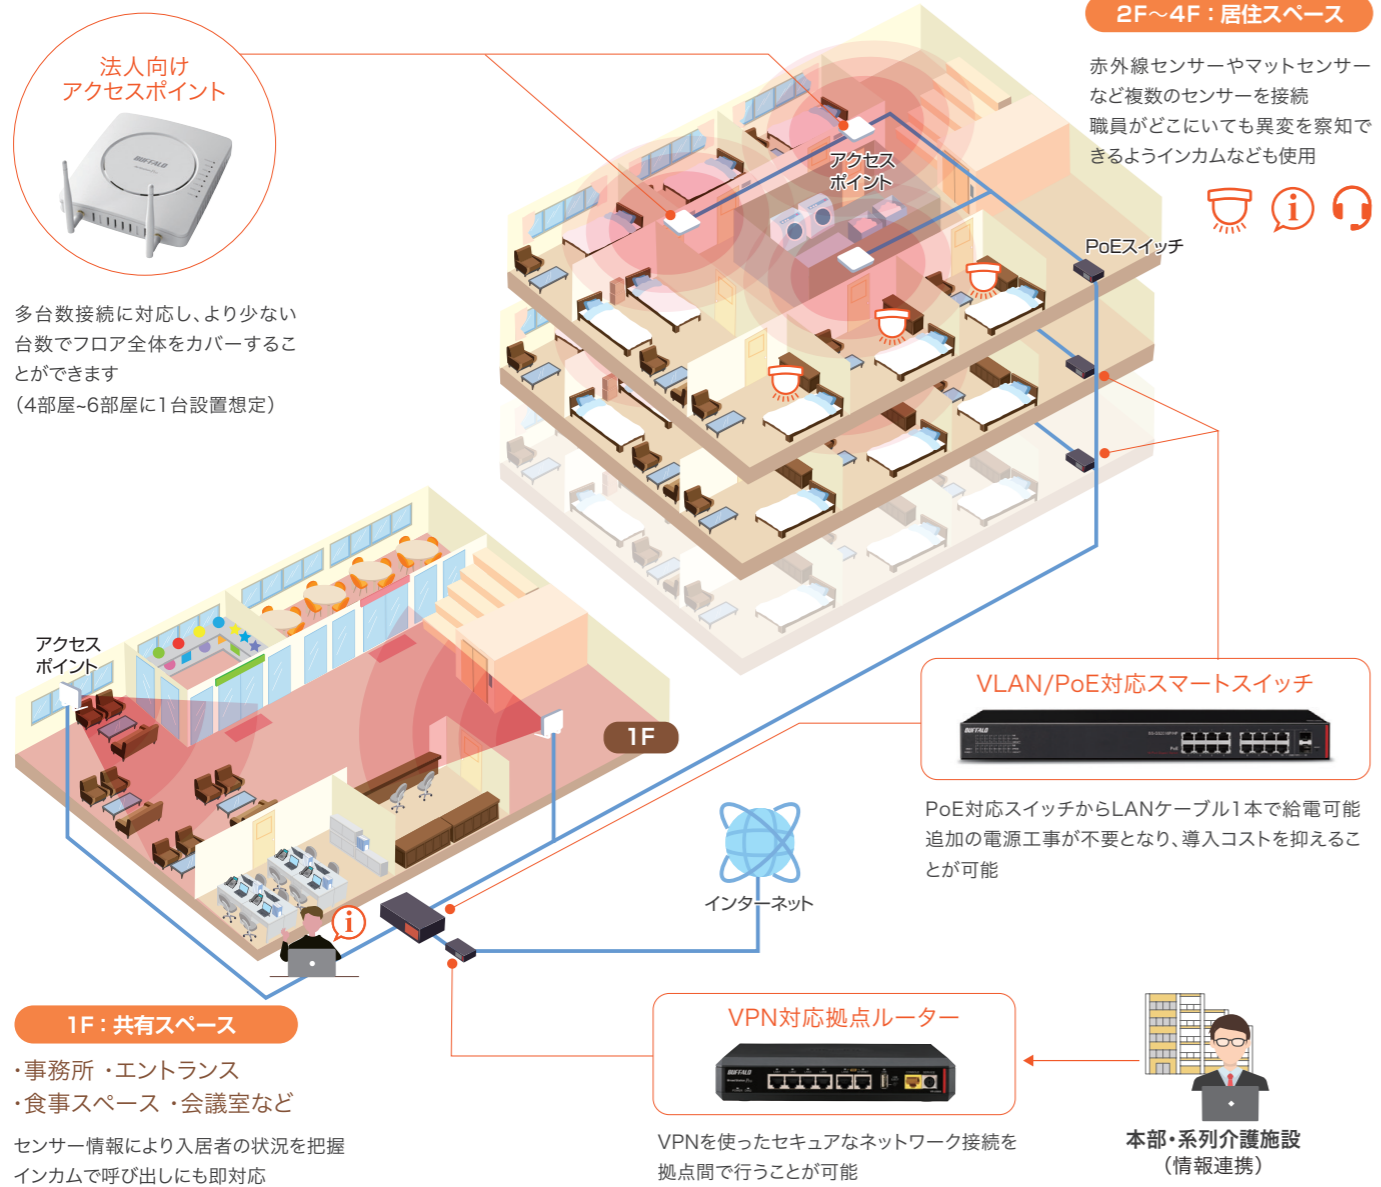 法人向け
アクセスポイント
BUFFALO
多台数接続に対応し、より少ない
台数でフロア全体をカバーするこ
とができます
（4部屋~6部屋に1台設置想定）
2F～4F：居住スペース
赤外線センサーやマットセンサー
など複数のセンサーを接続
職員がどこにいても異変を察知で
きるようインカムなども使用
アクセス
ポイント
PoEスイッチ
アクセス
ポイント
1F
VLAN/PoE対応スマートスイッチ
BUFFALO
PoE
PoE対応スイッチからLANケーブル1本で給電可能
追加の電源工事が不要となり、導入コストを抑えるこ
とが可能
インターネット
1F：共有スペース
・事務所 ・エントランス
・食事スペース ・会議室など
センサー情報により入居者の状況を把握
インカムで呼び出しにも即対応
VPN対応拠点ルーター
BUFFALO
VPNを使ったセキュアなネットワーク接続を
拠点間で行うことが可能
本部・系列介護施設
（情報連携）